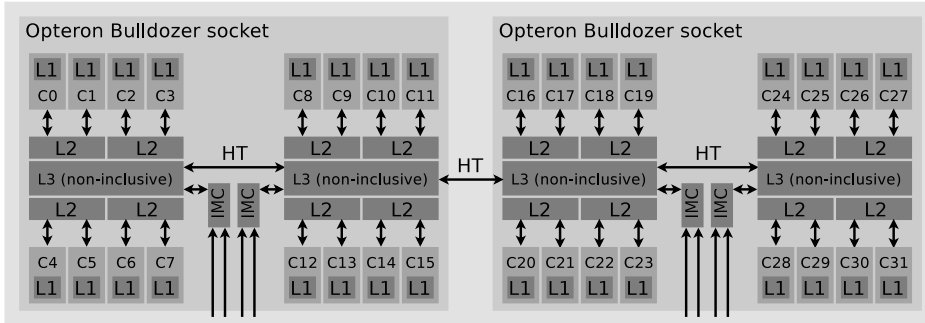 Opteron Bulldozer socket Opteron Bulldozer socket
L1 L1 L1 L1 L1 L1 L1 L1 L1 L1 L1 L1 L1 L1 L1 L1
C0 C1 C2 C3 C8 C9 C10 C11 C16 C17 C18 C19 C24 C25 C26 C27
L2 L2 L2 L2 L2 L2 L2 L2
HT HT HT
L3 (non-inclusive) L3 (non-inclusive) L3 (non-inclusive) L3 (non-inclusive)
IMC IMC IMC IMC
L2 L2 L2 L2 L2 L2 L2 L2
C4 C5 C6 C7 C12 C13 C14 C15 C20 C21 C22 C23 C28 C29 C30 C31
L1 L1 L1 L1 L1 L1 L1 L1 L1 L1 L1 L1 L1 L1 L1 L1